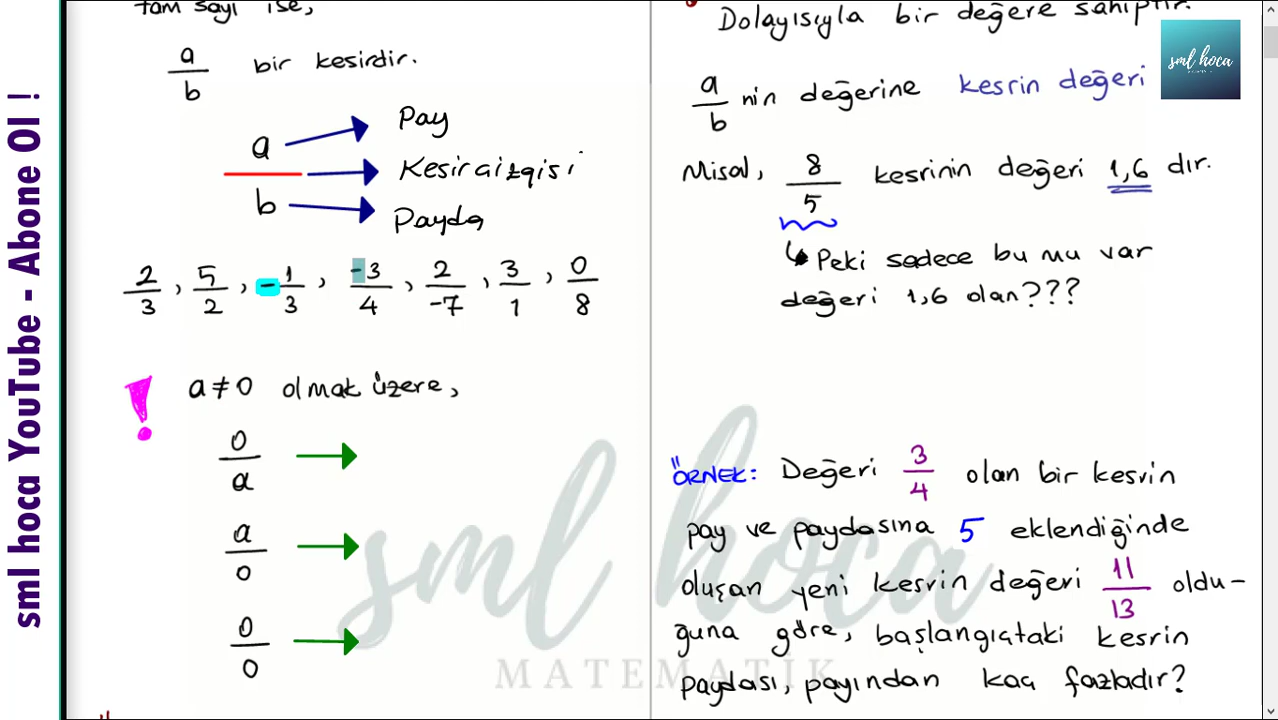 sml hoca YouTube - Abone Ol !
tam sayı ise,
a/b bir kesirdir.
a → Pay
→ Kesir çizgisi
b → Payda
2/3 , 5/2 , -1/3 , -3/4 , 2/-7 , 3/1 , 0/8
! a≠0 olmak üzere,
0/a →
a/0 →
0/0 →
Dolayısıyla bir değere sahiptir.
sml hoca
a/b nin değerine kesrin değeri
Misal, 8/5 kesrinin değeri 1,6 dır.
↳ Peki sadece bu mu var
değeri 1,6 olan???
ÖRNEK: Değeri 3/4 olan bir kesrin
pay ve paydasına 5 eklendiğinde
oluşan yeni kesrin değeri 11/13 oldu-
ğuna göre, başlangıçtaki kesrin
paydası, payından kaç fazladır?
sml hoca
MATEMATİK